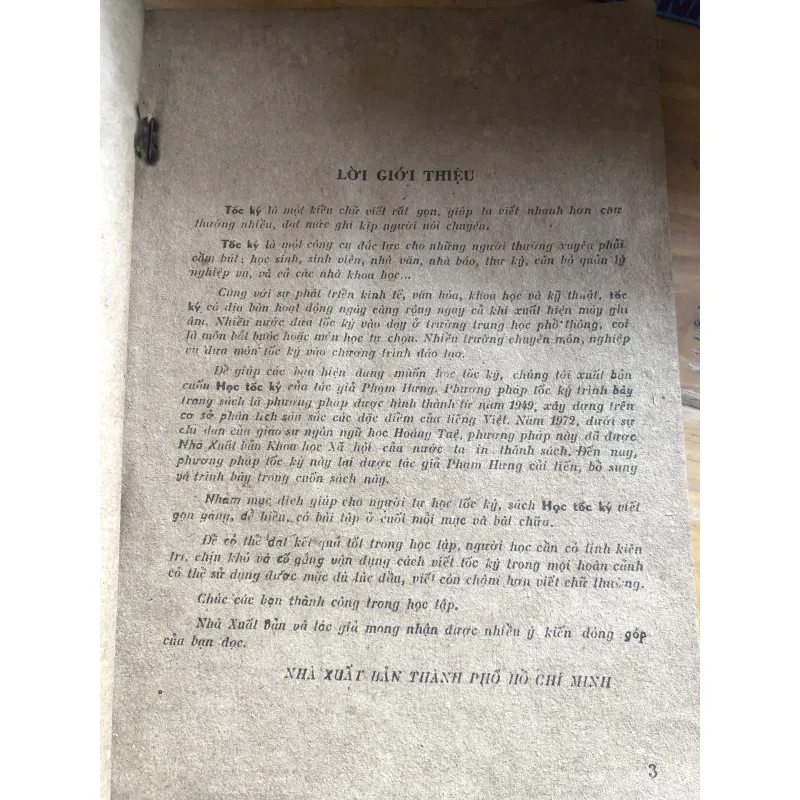 LỜI GIỚI THIỆU
Tốc ký là một kiểu chữ viết rất gọn, giúp ta viết nhanh hơn chữ
thường nhiều, đạt mức ghi kịp người nói chuyện.
Tốc ký là một công cụ đắc lực cho những người thường xuyên phải
cầm bút; học sinh, sinh viên, nhà văn, nhà báo, thư ký, cán bộ quản lý
nghiệp vụ, và cả các nhà khoa học...
Cùng với sự phát triển kinh tế, văn hóa, khoa học và kỹ thuật, tốc
ký có địa bàn hoạt động ngày càng rộng ngay cả khi xuất hiện máy ghi
âm. Nhiều nước đưa tốc ký vào dạy ở trường trung học phổ thông, coi
là môn bắt buộc hoặc môn học tự chọn. Nhiều trường chuyên môn, nghiệp
vụ đưa môn tốc ký vào chương trình đào tạo.
Để giúp các bạn hiện đang muốn học tốc ký, chúng tôi xuất bản
cuốn Học tốc ký của tác giả Phạm Hưng. Phương pháp tốc ký trình bày
trong sách là phương pháp được hình thành từ năm 1949, xây dựng trên
cơ sở phân tích sâu sắc các đặc điểm của tiếng Việt. Năm 1972, dưới sự
chỉ dẫn của giáo sư ngôn ngữ học Hoàng Tuệ, phương pháp này đã được
Nhà Xuất bản Khoa học Xã hội của nước ta in thành sách. Đến nay,
phương pháp tốc ký này lại được tác giả Phạm Hưng cải tiến, bổ sung
và trình bày trong cuốn sách này.
Nhằm mục đích giúp cho người tự học tốc ký, sách Học tốc ký viết
gọn gàng, dễ hiểu, có bài tập ở cuối mỗi mục và bài chữa.
Để có thể đạt kết quả tốt trong học tập, người học cần có tính kiên
trì, chịn khó và cố gắng vận dụng cách viết tốc ký trong mọi hoàn cảnh
có thể sử dụng được mặc dù lúc đầu, viết còn chậm hơn viết chữ thường.
Chúc các bạn thành công trong học tập.
Nhà Xuất Bản và tác giả mong nhận được nhiều ý kiến đóng góp
của bạn đọc.
NHÀ XUẤT BẢN THÀNH PHỐ HỒ CHÍ MINH
3